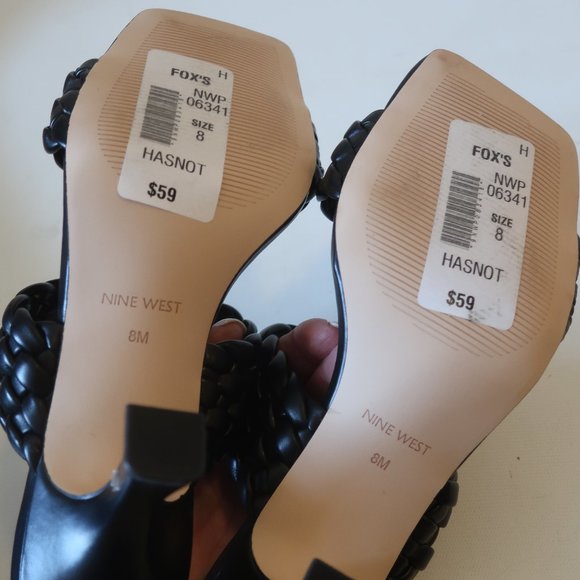 H
FOX'S
NWP
06341
SIZE
8
HASNOT
$59
NINE WEST
8M
H
FOX'S
NWP
06341
SIZE
8
HASNOT
$59
NINE WEST
8M